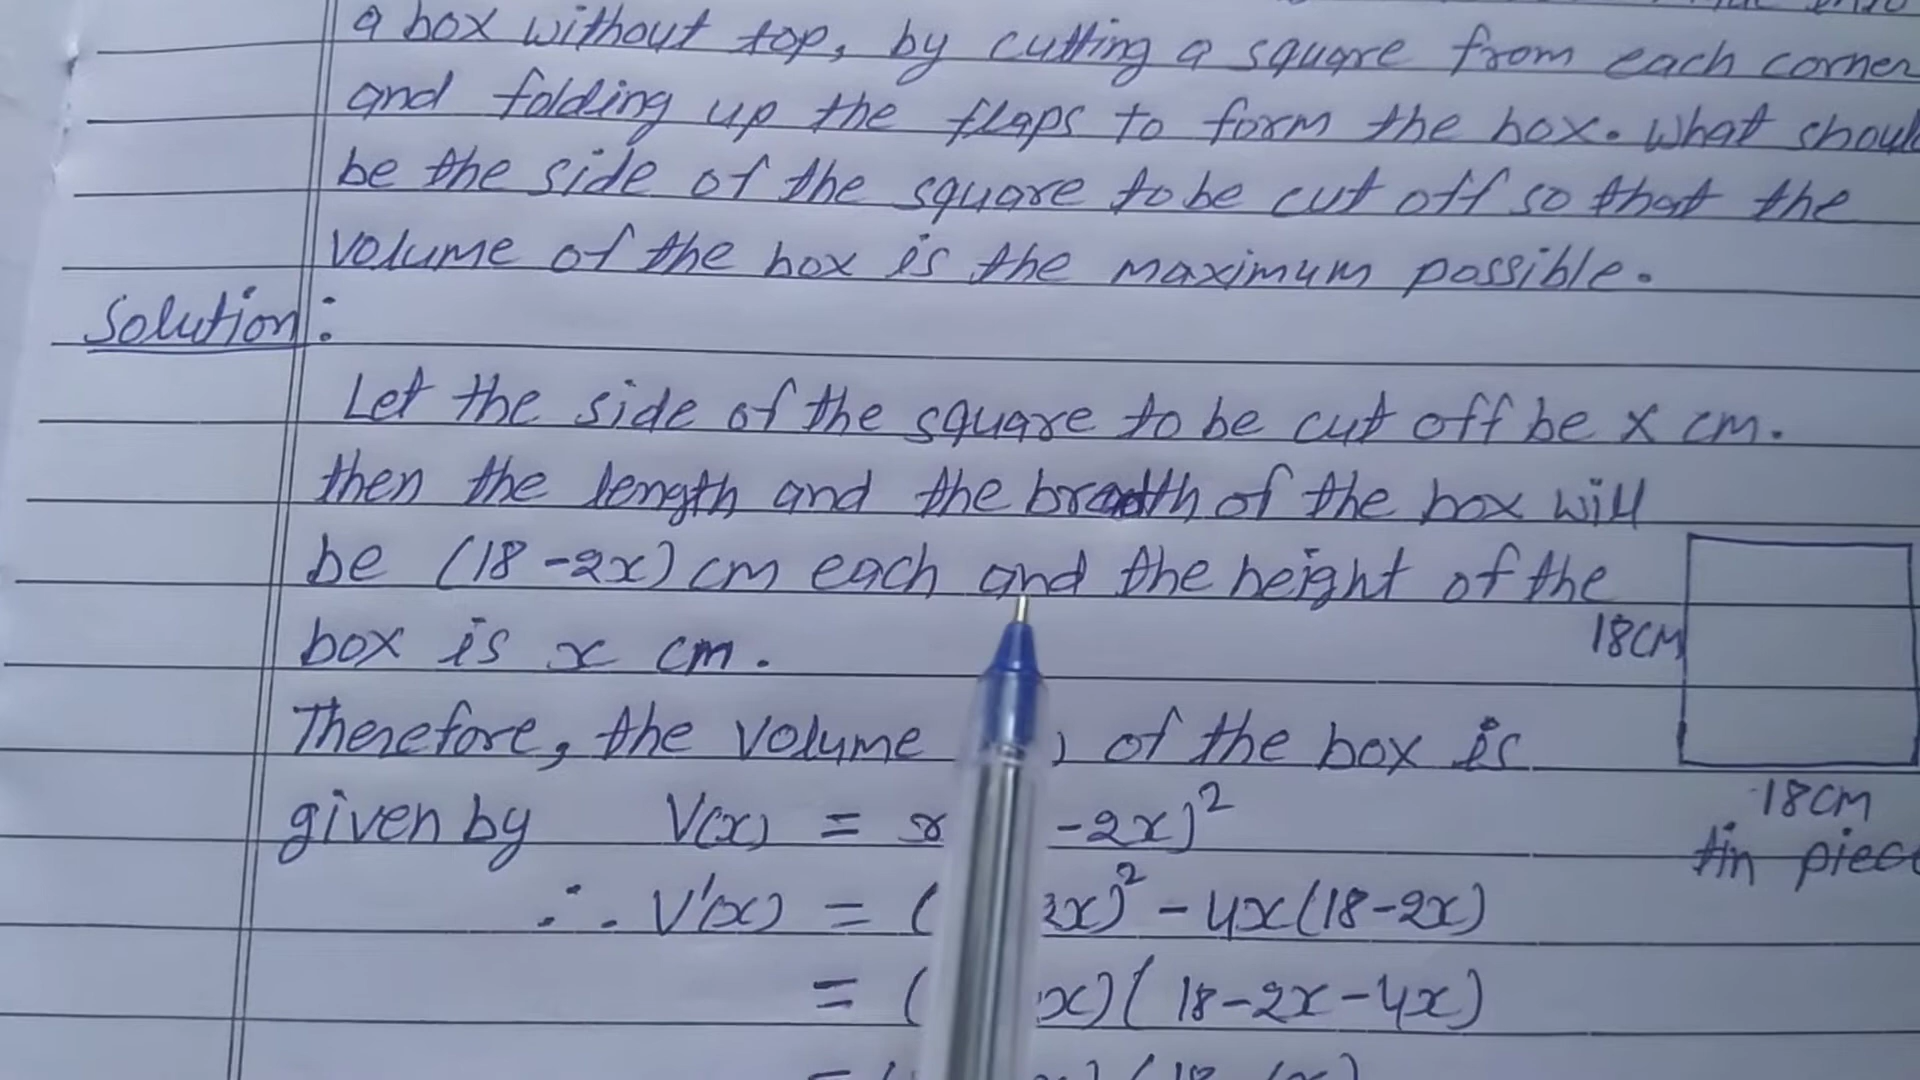 a box without top, by cutting a square from each corner
and folding up the flaps to form the box. What shoul
be the side of the square to be cut off so that the
volume of the box is the maximum possible.
Solution:
Let the side of the square to be cut off be x cm.
then the length and the breadth of the box will
be (18-2x) cm each and the height of the
box is x cm.
18CM
Therefore, the volume ) of the box is
18CM
given by V(x) = x -2x)²
tin piec
∴ V'(x) = ( 2x)² - 4x(18-2x)
= ( x)(18-2x-4x)